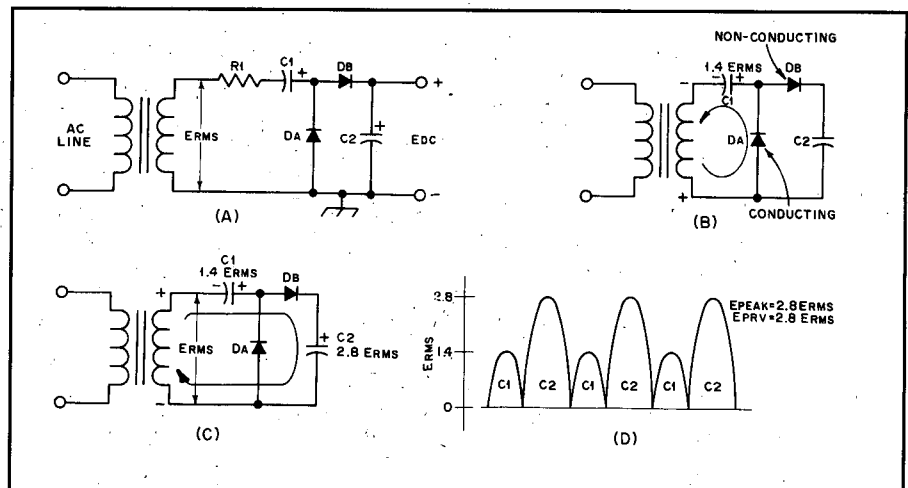 R1
C1
+
DB
+
AC
LINE
ERMS
DA
C2
+
EDC
-
(A)
NON-CONDUCTING
DB
1.4 ERMS
-
+
C1
DA
C2
+
CONDUCTING
(B)
C1
1.4 ERMS
+
-
+
DB
ERMS
DA
+
C2
2.8 ERMS
-
(C)
ERMS
2.8
1.4
0
C1
C2
C1
C2
C1
C2
EPEAK=2.8ERMS
EPRV=2.8 ERMS
(D)